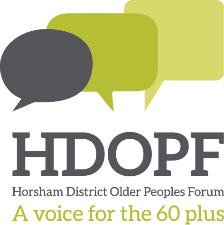 HDOPF
Horsham District Older Peoples Forum
A voice for the 60 plus